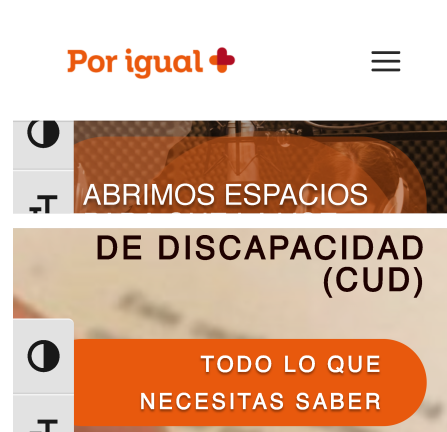 Por igual
ABRIMOS ESPACIOS
DE DISCAPACIDAD
(CUD)
TODO LO QUE
NECESITAS SABER